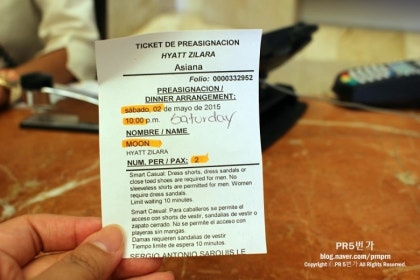 TICKET DE PREASIGNACION
HYATT ZILARA
Asiana
Folio: 0000332952
PREASIGNACION /
DINNER ARRANGEMENT:
sábado, 02 de mayo de 2015
10:00 p.m. Saturday
NOMBRE / NAME
MOON
HYATT ZILARA
NUM. PER / PAX: 2
Smart Casual. Dress shorts, dress sandals or
close toed shoes are required for men. No
sleeveless shirts are permitted for men. Women
require dress sandals.
Limit waiting 10 minutes.
Smart Casual. Para caballeros se permite el
acceso con shorts de vestir, sandalias de vestir o
zapato cerrado. No se permite el acceso con
playeras sin mangas.
Damas requieren sandalias de vestir
Tiempo limite de espera 10 minutos.
SERGIO ANTONIO
PR5번가
blog.naver.com/pmpm
Copyright ⓒ PR 5번가 All Rights Reserved.